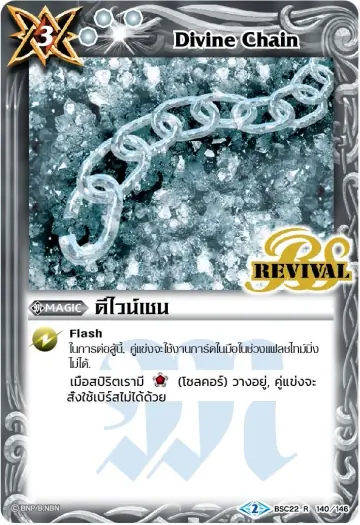 3
Divine Chain
BS
REVIVAL
MAGIC ดีไวน์เชน
Flash
ในการต่อสู้นี้, คู่แข่งจะใช้งานการ์ดในมือในช่วงแฟลชไทม์มิ่ง
ไม่ได้.
เมื่อสปิริตเรามี (โซลคอร์) วางอยู่, คู่แข่งจะ
สั่งใช้เบิร์สไม่ได้ด้วย
©BNP/B.NBN
2 BSC22 R 140/146